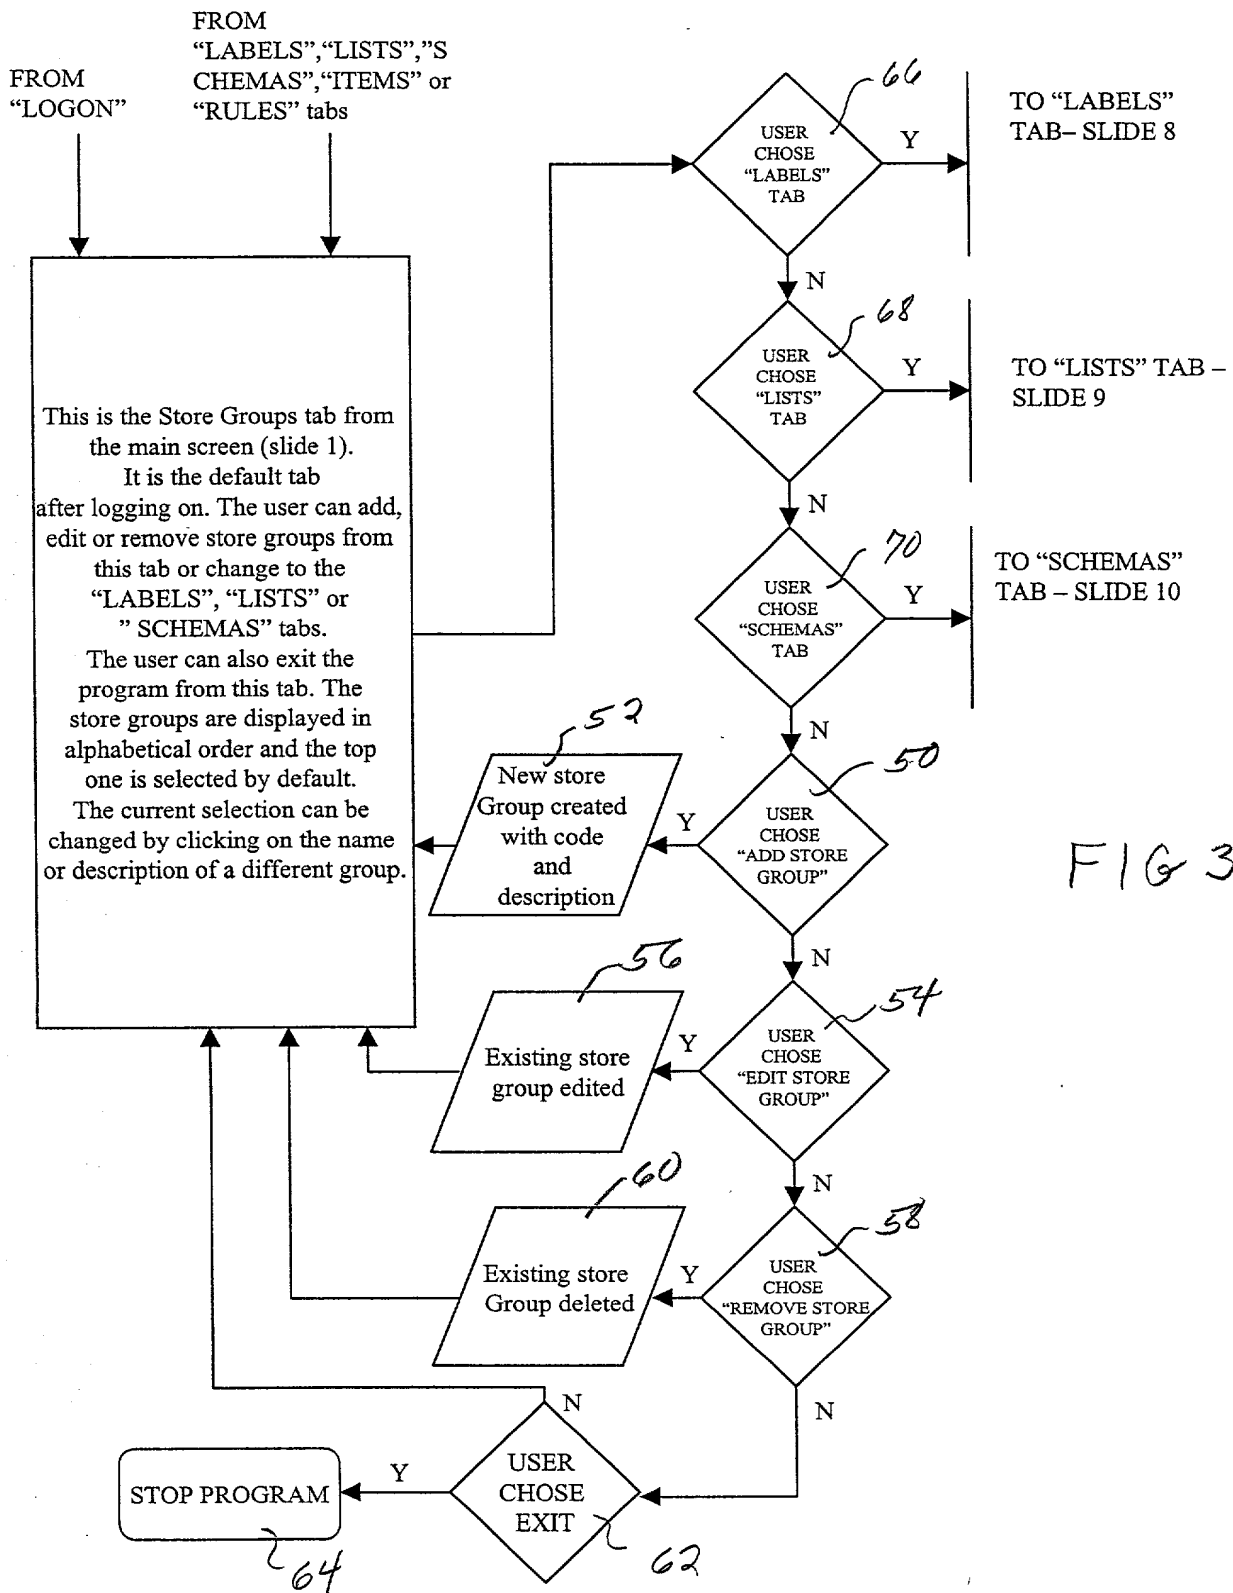 FROM
"LOGON"
FROM
"LABELS","LISTS","S
CHEMAS","ITEMS" or
"RULES" tabs
This is the Store Groups tab from
the main screen (slide 1).
It is the default tab
after logging on. The user can add,
edit or remove store groups from
this tab or change to the
"LABELS", "LISTS" or
" SCHEMAS" tabs.
The user can also exit the
program from this tab. The
store groups are displayed in
alphabetical order and the top
one is selected by default.
The current selection can be
changed by clicking on the name
or description of a different group.
66
USER
CHOSE
"LABELS"
TAB
Y
TO "LABELS"
TAB– SLIDE 8
N
68
USER
CHOSE
"LISTS"
TAB
Y
TO "LISTS" TAB –
SLIDE 9
N
70
USER
CHOSE
"SCHEMAS"
TAB
Y
TO "SCHEMAS"
TAB – SLIDE 10
N
50
USER
CHOSE
"ADD STORE
GROUP"
Y
52
New store
Group created
with code
and
description
FIG 3
N
54
USER
CHOSE
"EDIT STORE
GROUP"
Y
56
Existing store
group edited
N
58
USER
CHOSE
"REMOVE STORE
GROUP"
Y
60
Existing store
Group deleted
N
62
USER
CHOSE
EXIT
N
Y
STOP PROGRAM
64